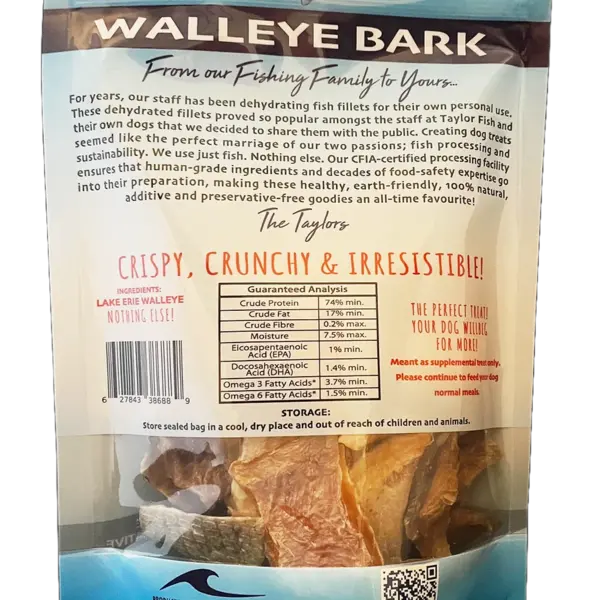 WALLEYE BARK
From our Fishing Family to Yours...
For years, our staff has been dehydrating fish fillets for their own personal use.
These dehydrated fillets proved so popular amongst the staff at Taylor Fish and
their own dogs that we decided to share them with the public. Creating dog treats
seemed like the perfect marriage of our two passions; fish processing and
sustainability. We use just fish. Nothing else. Our CFIA-certified processing facility
ensures that human-grade ingredients and decades of food-safety expertise go
into their preparation, making these healthy, earth-friendly, 100% natural,
additive and preservative-free goodies an all-time favourite!
The Taylors
CRISPY, CRUNCHY & IRRESISTIBLE!
INGREDIENTS:
LAKE ERIE WALLEYE
NOTHING ELSE!
6 27843 38688 9
Guaranteed Analysis
Crude Protein 74% min.
Crude Fat 17% min.
Crude Fibre 0.2% max.
Moisture 7.5% max.
Eicosapentaenoic
Acid (EPA) 1% min.
Docosahexaenoic
Acid (DHA) 1.4% min.
Omega 3 Fatty Acids* 3.7% min.
Omega 6 Fatty Acids* 1.5% min.
THE PERFECT TREAT!
YOUR DOG WILL BEG
FOR MORE!
Meant as supplemental treat only.
Please continue to feed your dog
normal meals.
STORAGE:
Store sealed bag in a cool, dry place and out of reach of children and animals.